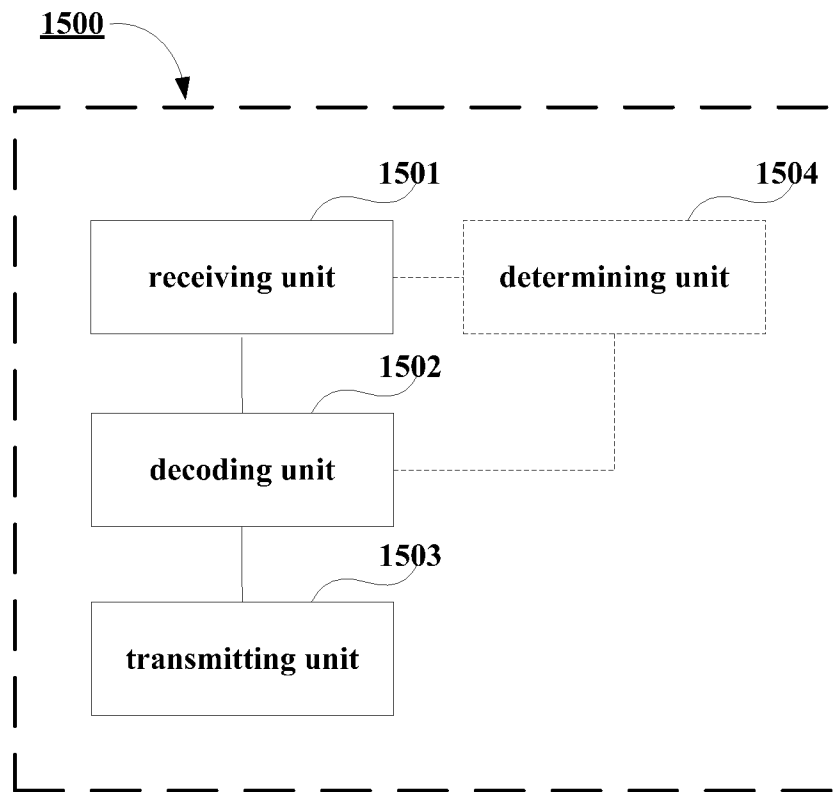 1500
1501
1504
receiving unit
determining unit
1502
decoding unit
1503
transmitting unit